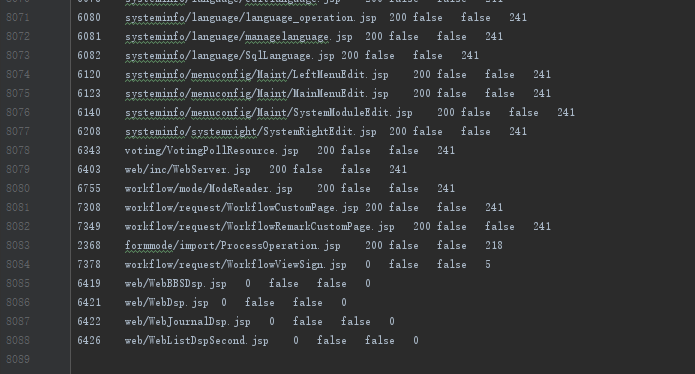 8071 6080 systeminfo/language/language_operation.jsp 200 false false 241
8072 6081 systeminfo/language/managelanguage.jsp 200 false false 241
8073 6082 systeminfo/language/SqlLanguage.jsp 200 false false 241
8074 6120 systeminfo/menuconfig/Maint/LeftMenuEdit.jsp 200 false false 241
8075 6123 systeminfo/menuconfig/Maint/MainMenuEdit.jsp 200 false false 241
8076 6140 systeminfo/menuconfig/Maint/SystemModuleEdit.jsp 200 false false 241
8077 6208 systeminfo/systemright/SystemRightEdit.jsp 200 false false 241
8078 6343 voting/VotingPollResource.jsp 200 false false 241
8079 6403 web/inc/WebServer.jsp 200 false false 241
8080 6755 workflow/mode/ModeReader.jsp 200 false false 241
8081 7308 workflow/request/WorkflowCustomPage.jsp 200 false false 241
8082 7349 workflow/request/WorkflowRemarkCustomPage.jsp 200 false false 241
8083 2368 formmode/import/ProcessOperation.jsp 200 false false 218
8084 7378 workflow/request/WorkflowViewSign.jsp 0 false false 5
8085 6419 web/WebBBSDsp.jsp 0 false false 0
8086 6421 web/WebDsp.jsp 0 false false 0
8087 6422 web/WebJournalDsp.jsp 0 false false 0
8088 6426 web/WebListDspSecond.jsp 0 false false 0
8089